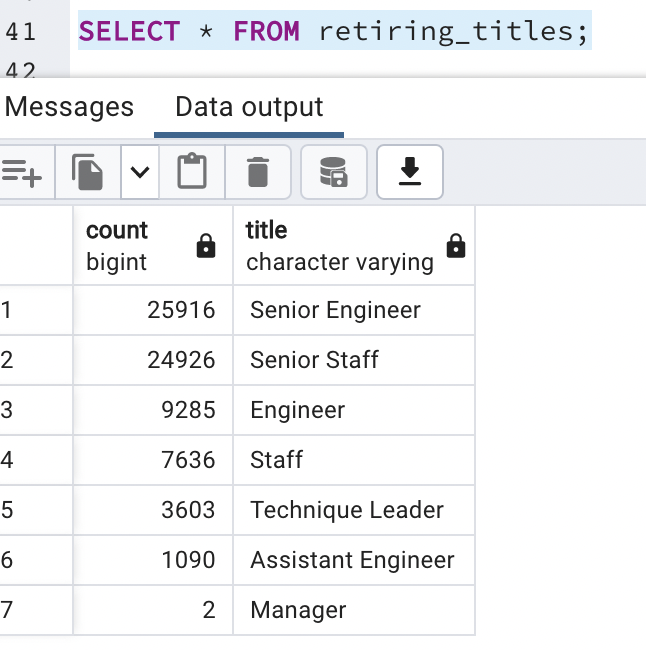 41 SELECT * FROM retiring_titles;
42
Messages Data output
count title
bigint character varying
1 25916 Senior Engineer
2 24926 Senior Staff
3 9285 Engineer
4 7636 Staff
5 3603 Technique Leader
6 1090 Assistant Engineer
7 2 Manager